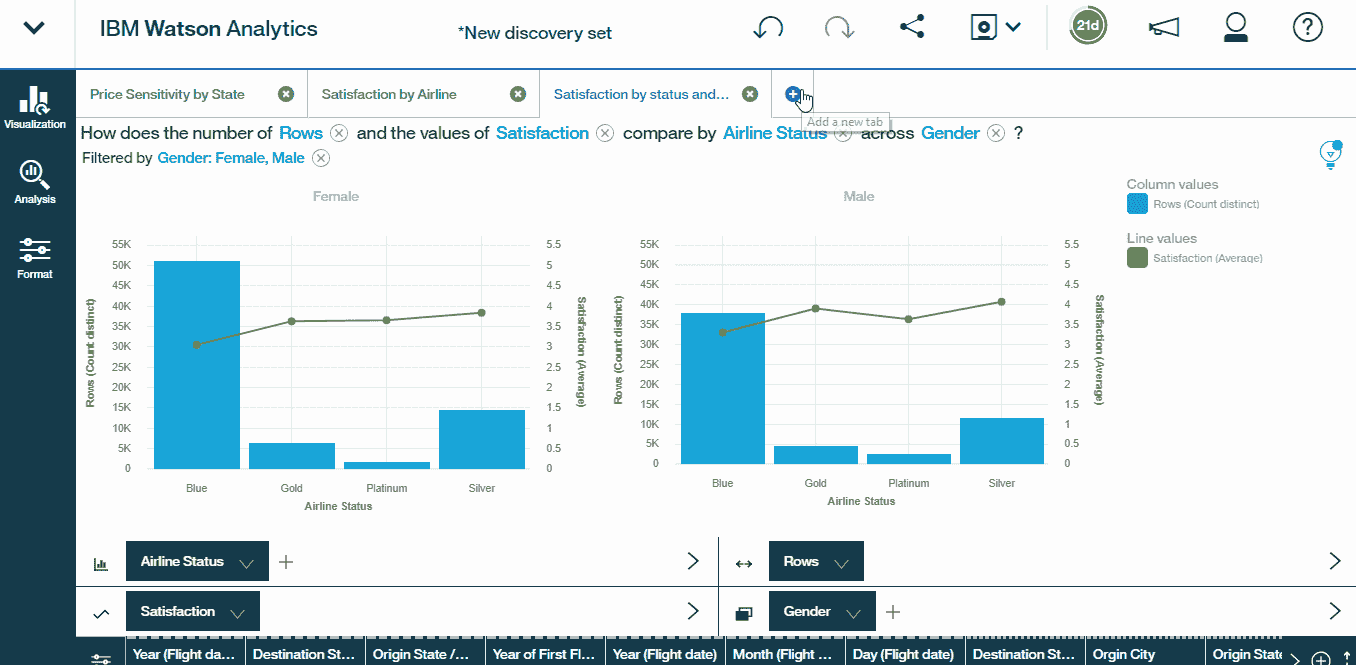 IBM Watson Analytics
*New discovery set
21d
?
Visualization
Analysis
Format
Price Sensitivity by State
Satisfaction by Airline
Satisfaction by status and...
Add a new tab
How does the number of Rows and the values of Satisfaction compare by Airline Status across Gender ?
Filtered by Gender: Female, Male
Female
55K
50K
45K
40K
35K
30K
25K
20K
15K
10K
5K
0
Rows (Count distinct)
5.5
5
4.5
4
3.5
3
2.5
2
1.5
1
0.5
0
Satisfaction (Average)
Blue Gold Platinum Silver
Airline Status
Male
55K
50K
45K
40K
35K
30K
25K
20K
15K
10K
5K
0
Rows (Count distinct)
5.5
5
4.5
4
3.5
3
2.5
2
1.5
1
0.5
0
Satisfaction (Average)
Blue Gold Platinum Silver
Airline Status
Column values
Rows (Count distinct)
Line values
Satisfaction (Average)
Airline Status
Rows
Satisfaction
Gender
Year (Flight da... Destination St... Origin State /... Year of First Fl... Year (Flight date) Month (Flight ... Day (Flight date) Destination St... Orgin City Origin State